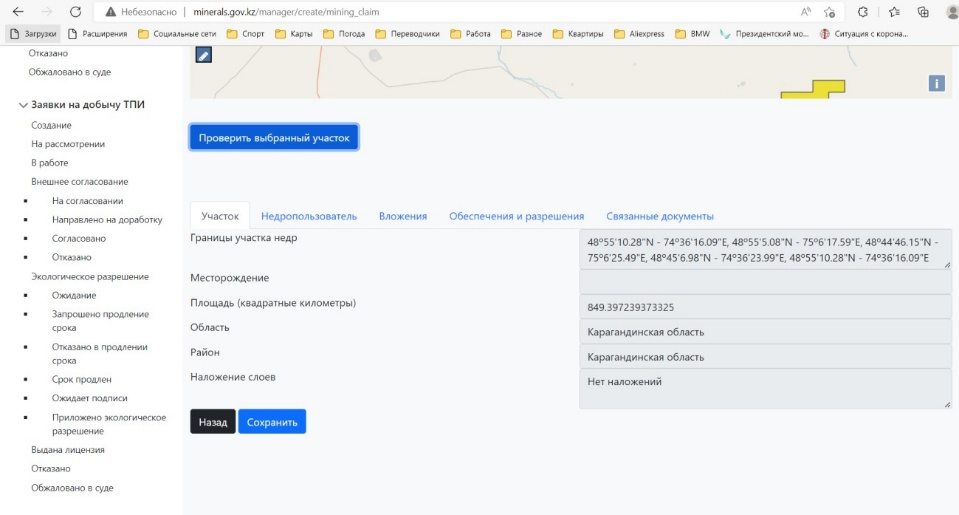 Небезопасно | minerals.gov.kz/manager/create/mining_claim
Загрузки Расширения Социальные сети Спорт Карты Погода Переводчики Работа Разное Квартиры Aliexpress BMW Президентский мо... Ситуация с корона...
Отказано
Обжаловано в суде
Заявки на добычу ТПИ
Создание
На рассмотрении
В работе
Внешнее согласование
На согласовании
Направлено на доработку
Согласовано
Отказано
Экологическое разрешение
Ожидание
Запрошено продление
срока
Отказано в продлении
срока
Срок продлен
Ожидает подписи
Приложено экологическое
разрешение
Выдана лицензия
Отказано
Обжаловано в суде
i
Проверить выбранный участок
Участок Недропользователь Вложения Обеспечения и разрешения Связанные документы
Границы участка недр
48°55'10.28"N - 74°36'16.09"E, 48°55'5.08"N - 75°6'17.59"E, 48°44'46.15"N -
75°6'25.49"E, 48°45'6.98"N - 74°36'23.99"E, 48°55'10.28"N - 74°36'16.09"E
Месторождение
Площадь (квадратные километры) 849.397239373325
Область Карагандинская область
Район Карагандинская область
Наложение слоев Нет наложений
Назад Сохранить